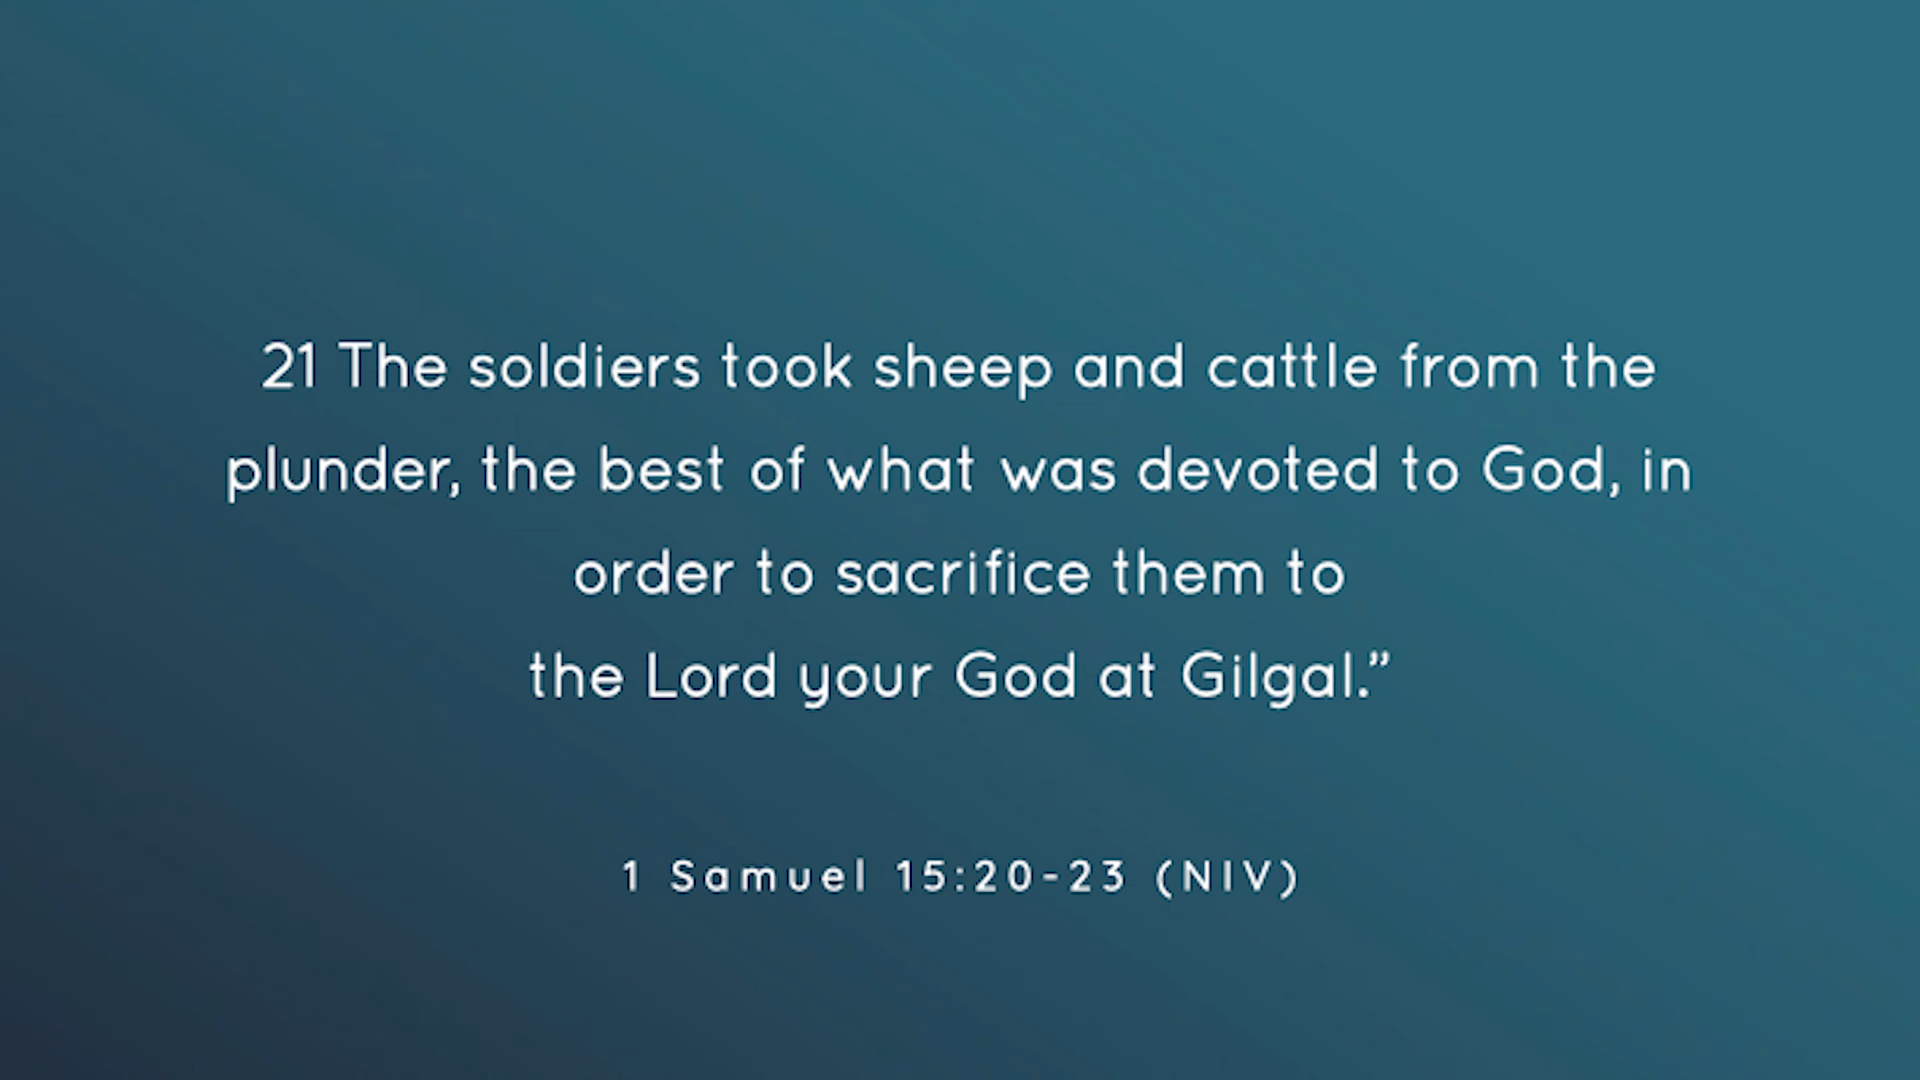 21 The soldiers took sheep and cattle from the
plunder, the best of what was devoted to God, in
order to sacrifice them to
the Lord your God at Gilgal.”
1 Samuel 15:20-23 (NIV)